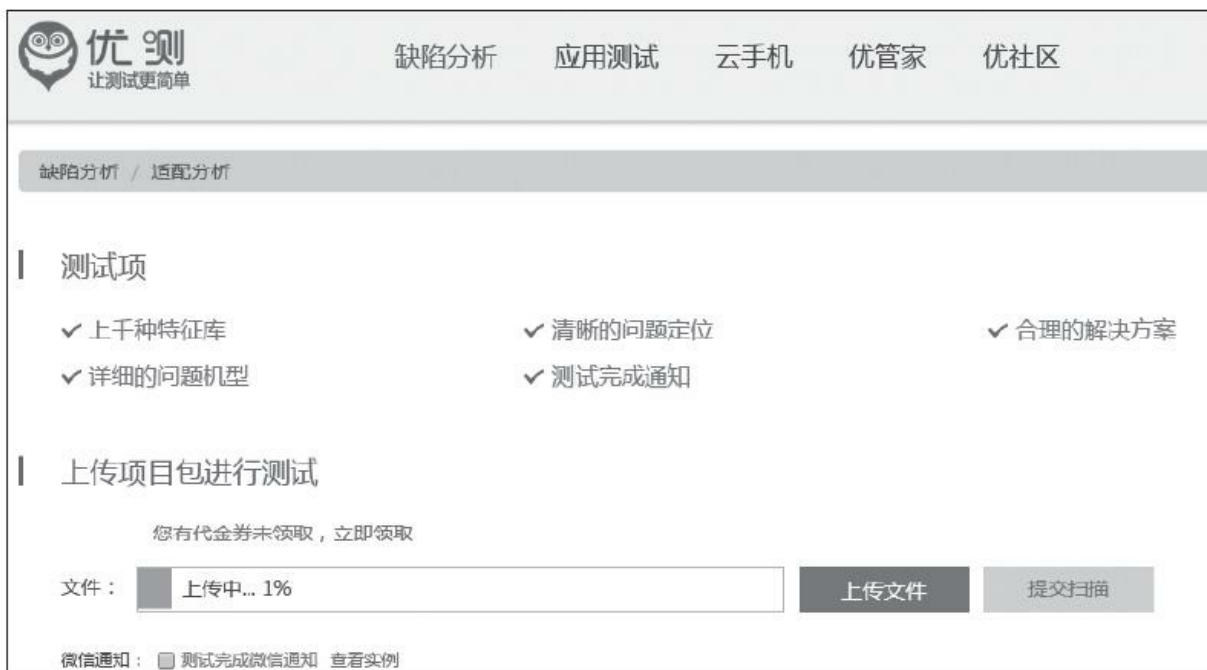 优测
让测试更简单
缺陷分析 应用测试 云手机 优管家 优社区
缺陷分析 / 适配分析
测试项
上千种特征库 清晰的问题定位 合理的解决方案
详细的问题机型 测试完成通知
上传项目包进行测试
您有代金券未领取，立即领取
文件： 上传中... 1% 上传文件 提交扫描
微信通知： 测试完成微信通知 查看实例